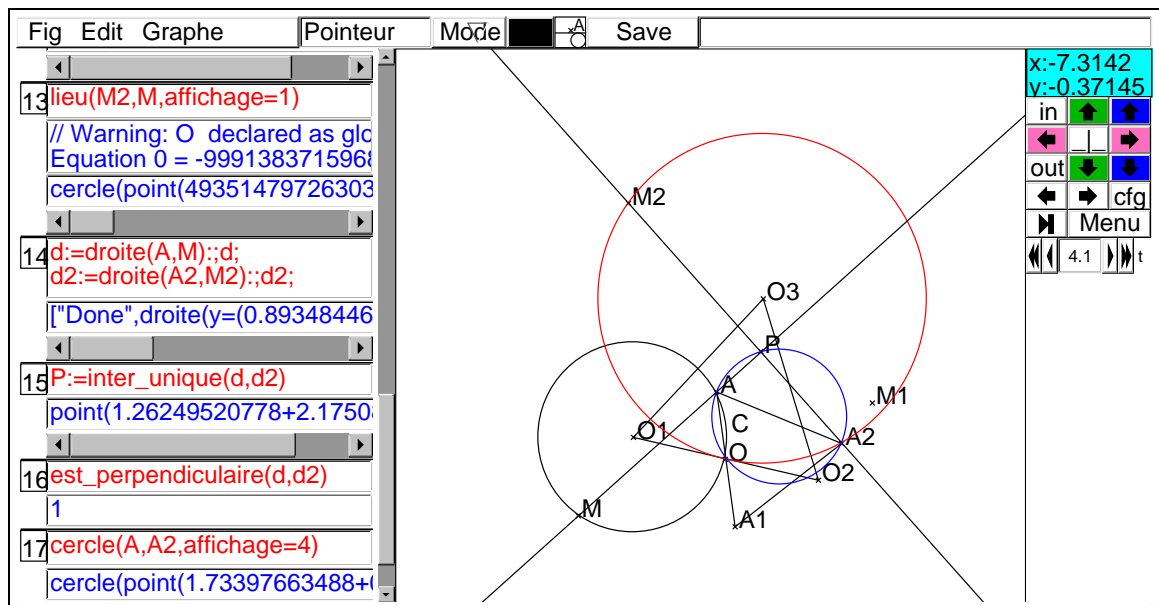 Fig Edit Graphe Pointeur Mode A Save
x:-7.3142
y:-0.37145
in
_|_
out
cfg
Menu
4.1 t
13 lieu(M2,M,affichage=1)
// Warning: O declared as glo
Equation 0 = -9991383715968
cercle(point(49351479726303
14 d:=droite(A,M):;d;
d2:=droite(A2,M2):;d2;
["Done",droite(y=(0.89348446
15 P:=inter_unique(d,d2)
point(1.26249520778+2.1750
16 est_perpendiculaire(d,d2)
1
17 cercle(A,A2,affichage=4)
cercle(point(1.73397663488+
M2
O3
P
A
M1
C
O1
A2
O
O2
M
A1